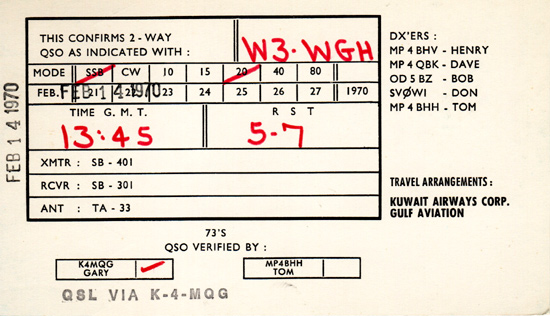 THIS CONFIRMS 2 - WAY
QSO AS INDICATED WITH : W3. WGH
MODE SSB CW 10 15 20 40 80
FEB. 21 22 23 24 25 26 27 1970
FEB 14 1970
TIME G. M. T. R S T
13:45 5-7
XMTR : SB - 401
RCVR : SB - 301
ANT : TA - 33
FEB 14 1970
DX'ERS :
MP 4 BHV - HENRY
MP 4 QBK - DAVE
OD 5 BZ - BOB
SVØWI - DON
MP 4 BHH - TOM
TRAVEL ARRANGEMENTS :
KUWAIT AIRWAYS CORP.
GULF AVIATION
73'S
QSO VERIFIED BY :
K4MQG
GARY
MP4BHH
TOM
QSL VIA K-4-MQG